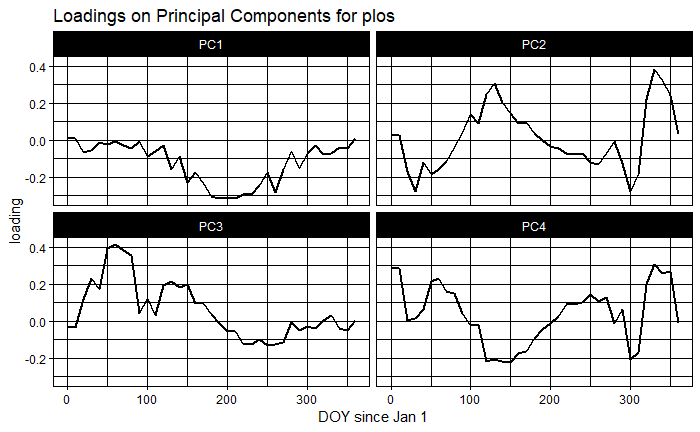 Loadings on Principal Components for plos
PC1
PC2
0.4
0.2
0.0
-0.2
PC3
PC4
0.4
0.2
0.0
-0.2
loading
0
100
200
300
0
100
200
300
DOY since Jan 1